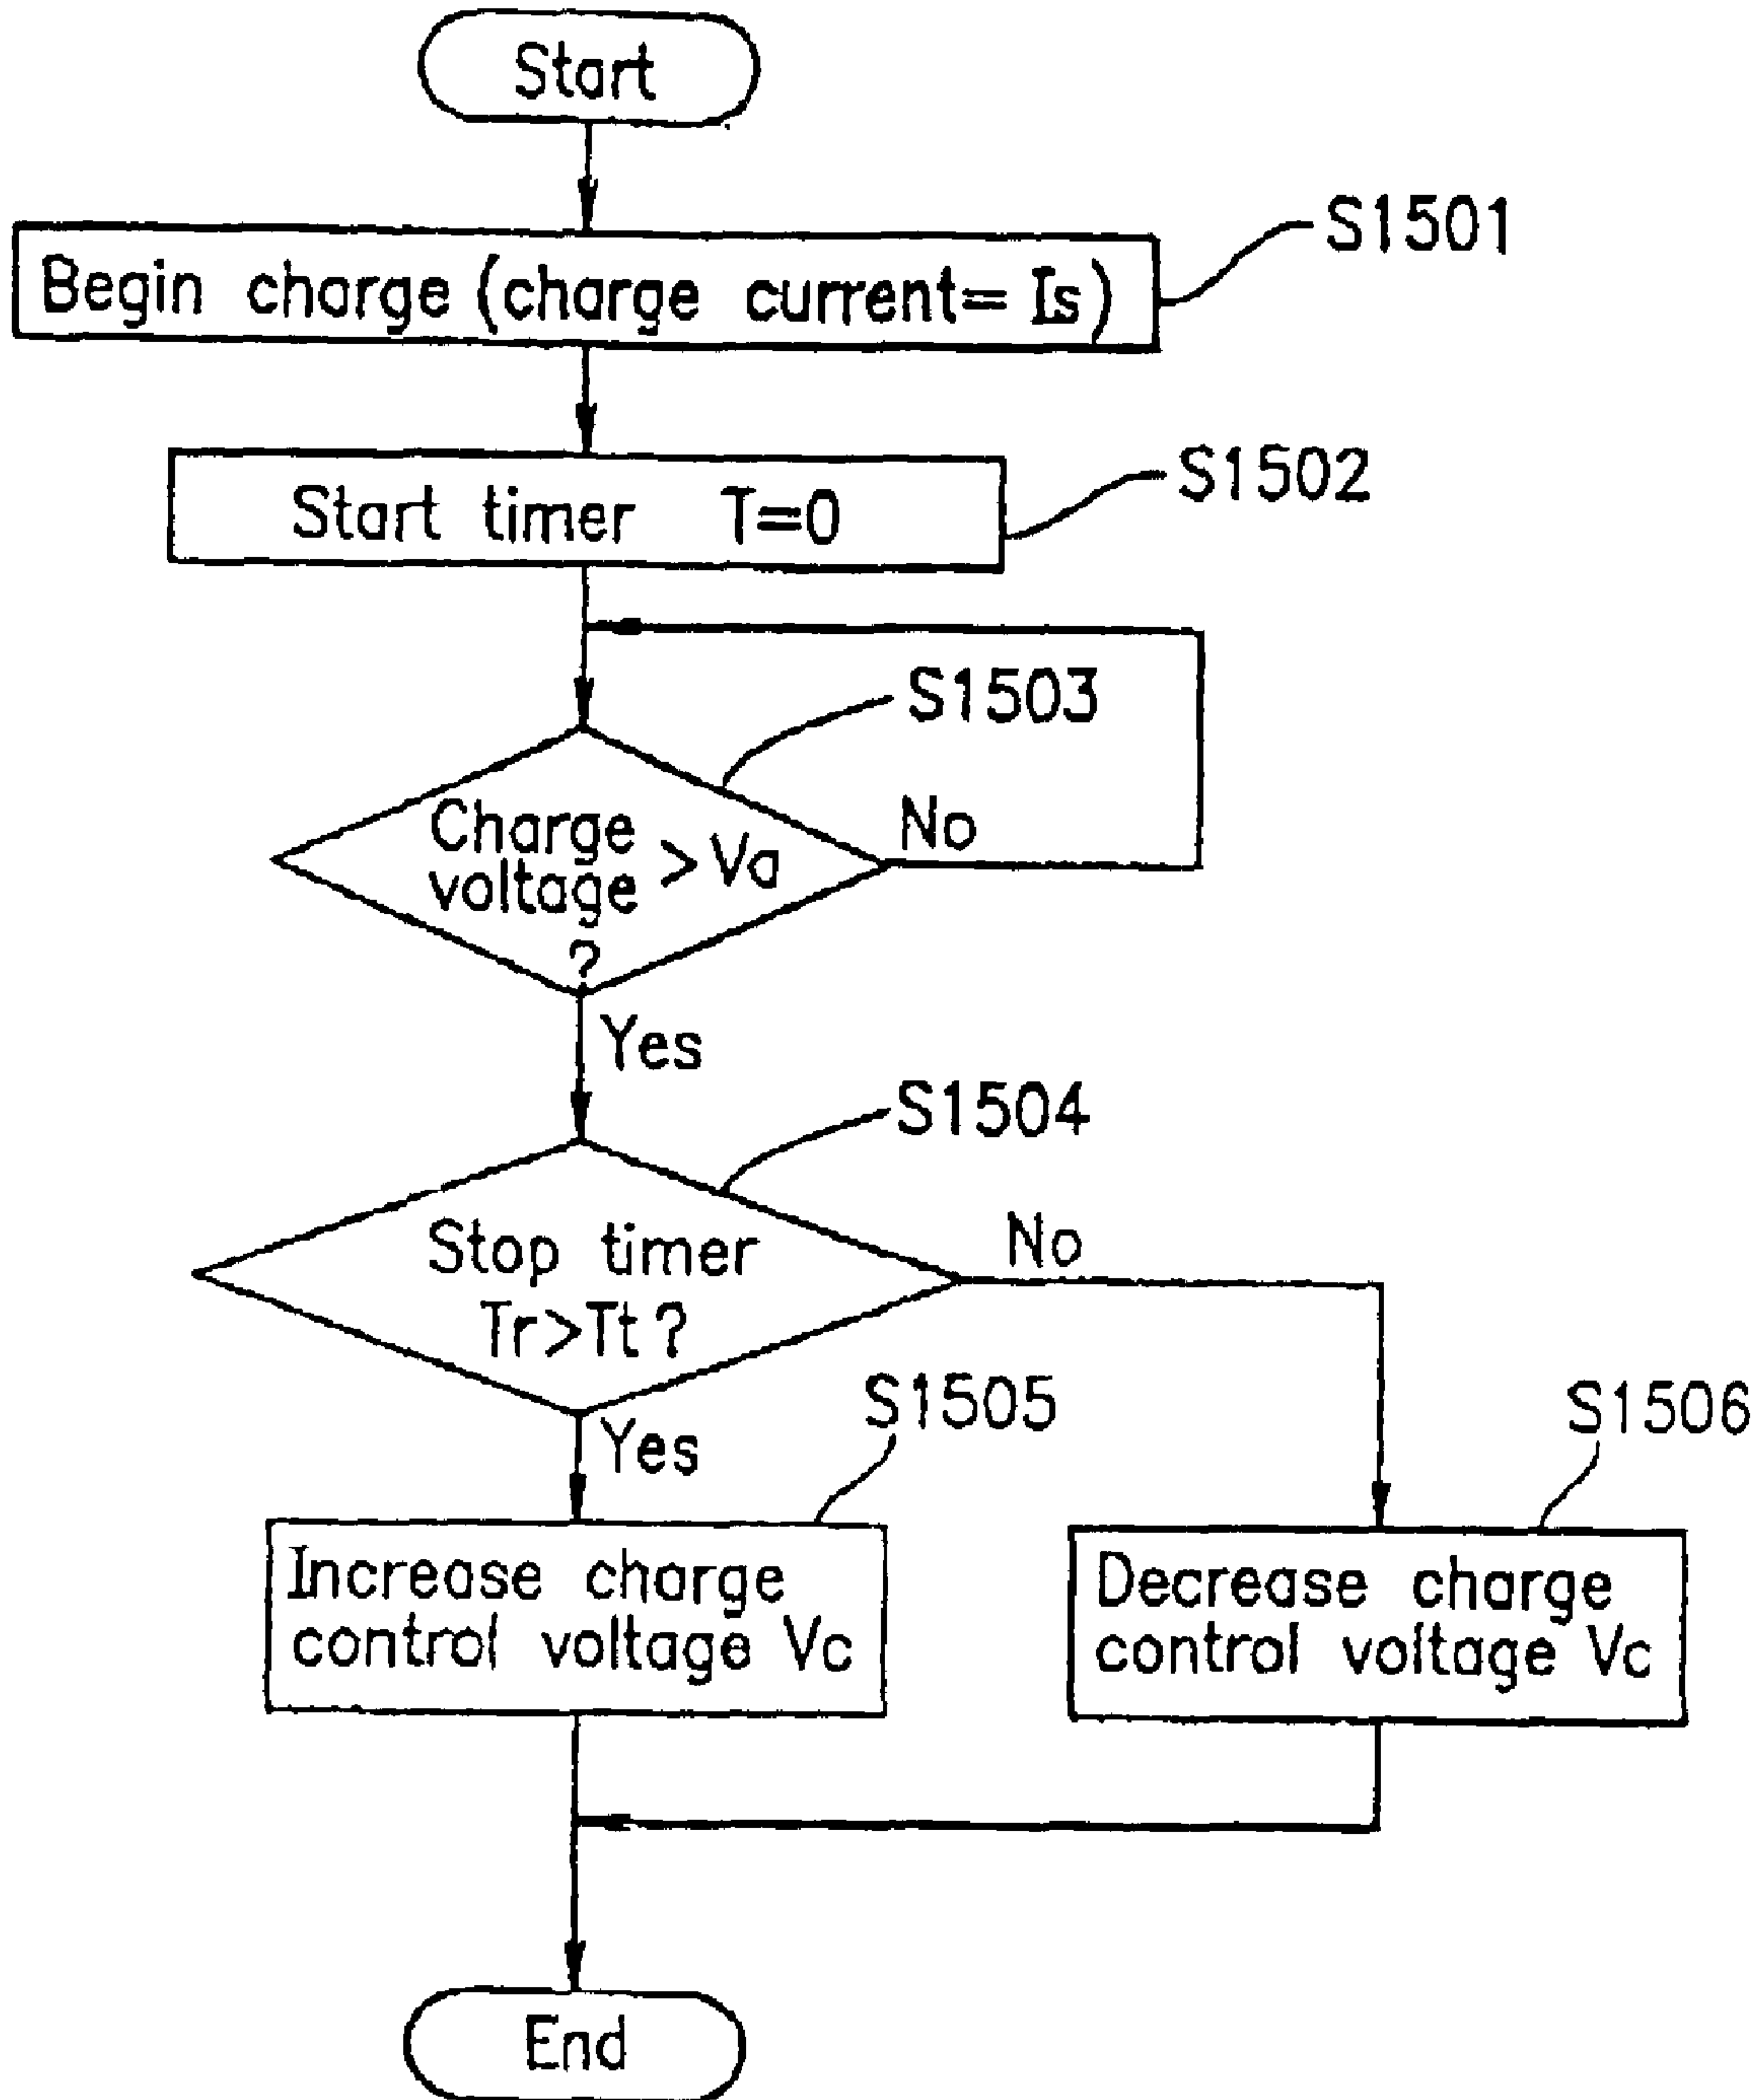 Start
S1501
Begin charge (charge current= Is)
S1502
Start timer T=0
S1503
Charge
voltage
> Va
?
No
Yes
S1504
Stop timer
Tr>Tt?
No
Yes
S1505
Increase charge
control voltage Vc
S1506
Decrease charge
control voltage Vc
End